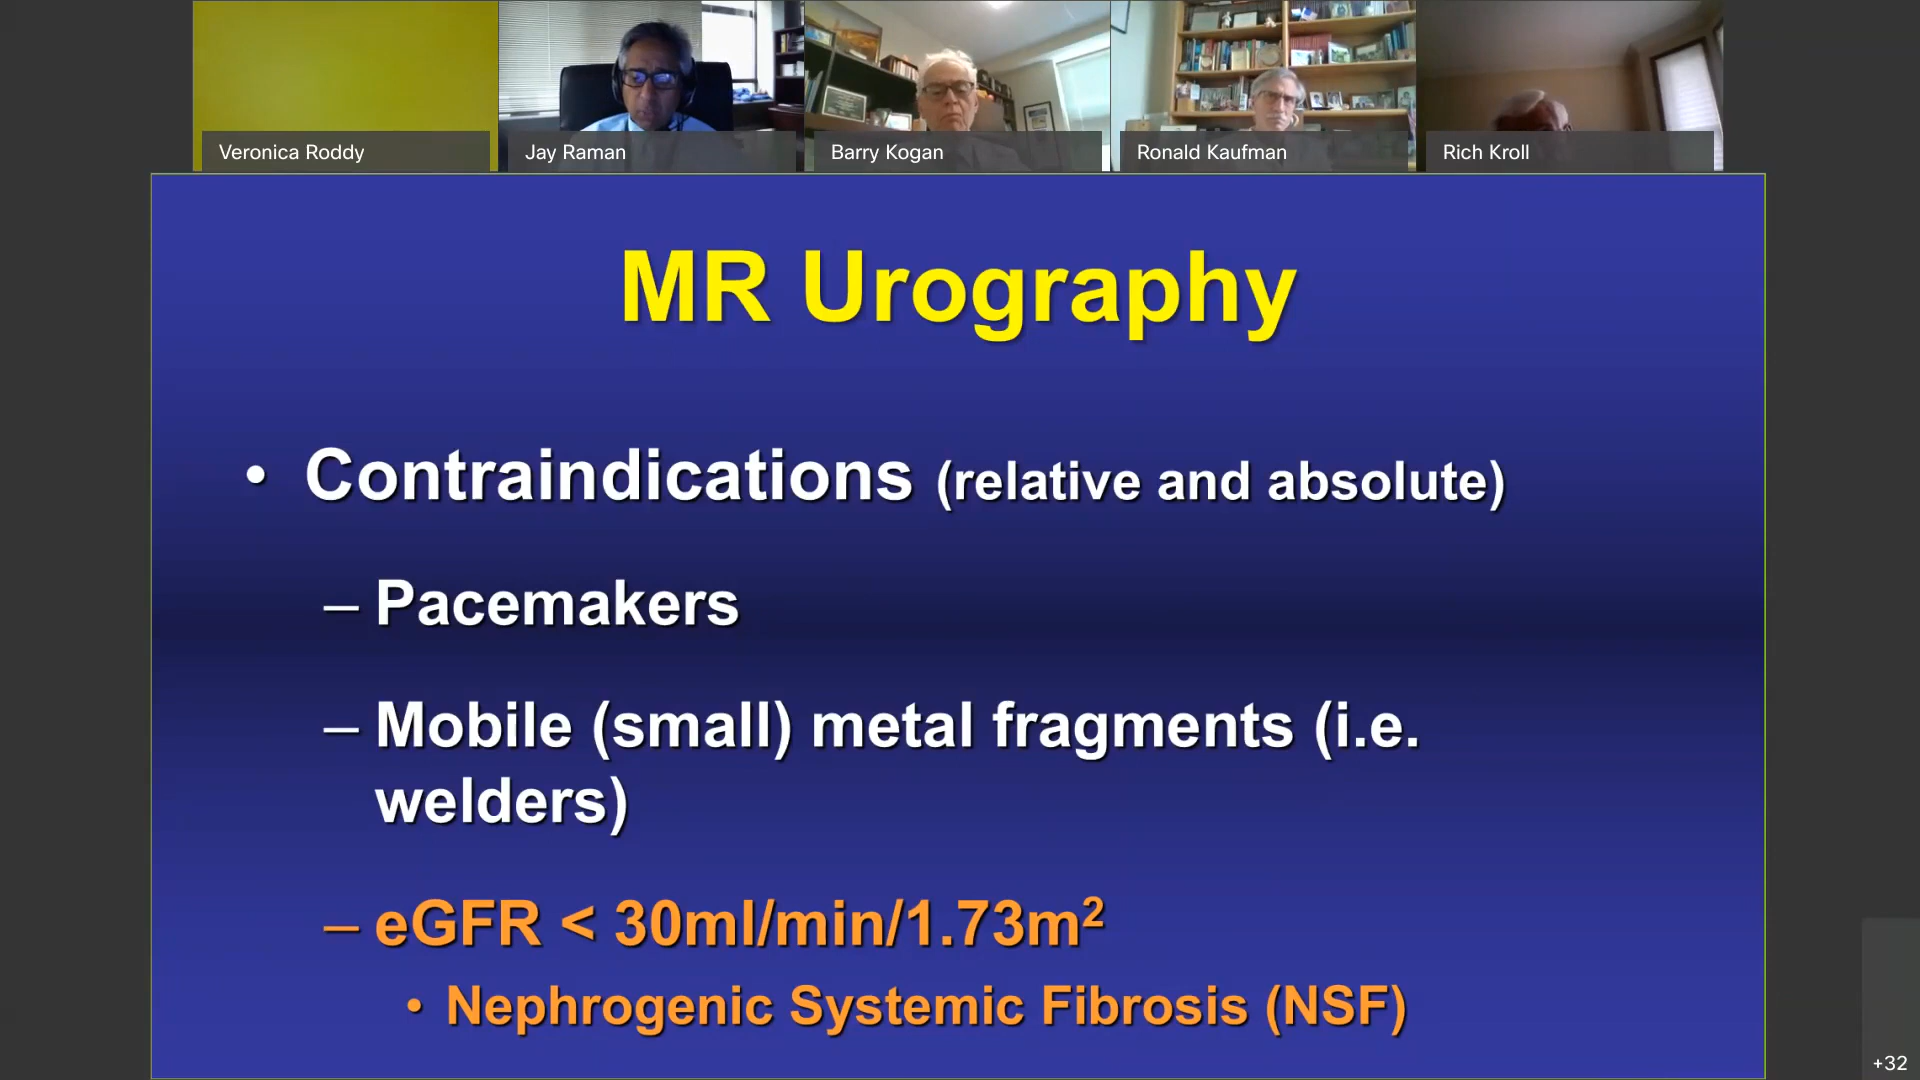 Veronica Roddy
Jay Raman
Barry Kogan
Ronald Kaufman
Rich Kroll
MR Urography
• Contraindications (relative and absolute)
– Pacemakers
– Mobile (small) metal fragments (i.e.
welders)
– eGFR < 30ml/min/1.73m²
• Nephrogenic Systemic Fibrosis (NSF)
+32